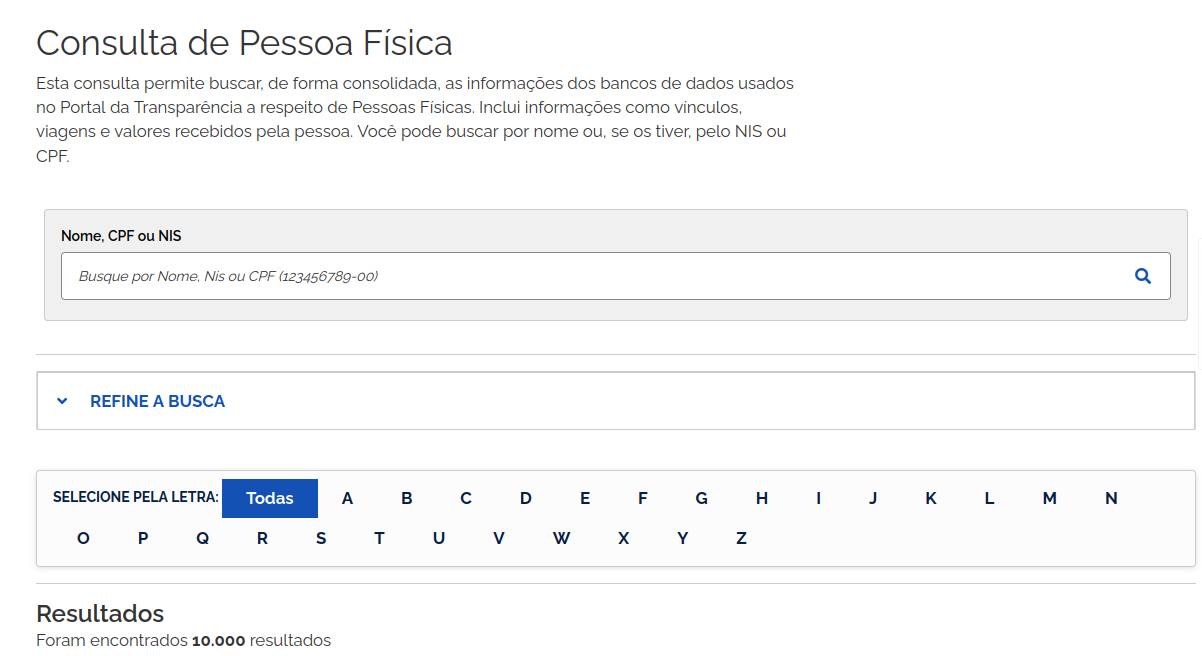 Consulta de Pessoa Física
Esta consulta permite buscar, de forma consolidada, as informações dos bancos de dados usados
no Portal da Transparência a respeito de Pessoas Físicas. Inclui informações como vínculos,
viagens e valores recebidos pela pessoa. Você pode buscar por nome ou, se os tiver, pelo NIS ou
CPF.
Nome, CPF ou NIS
Busque por Nome, Nis ou CPF (123456789-00)
REFINE A BUSCA
SELECIONE PELA LETRA: Todas A B C D E F G H I J K L M N
O P Q R S T U V W X Y Z
Resultados
Foram encontrados 10.000 resultados